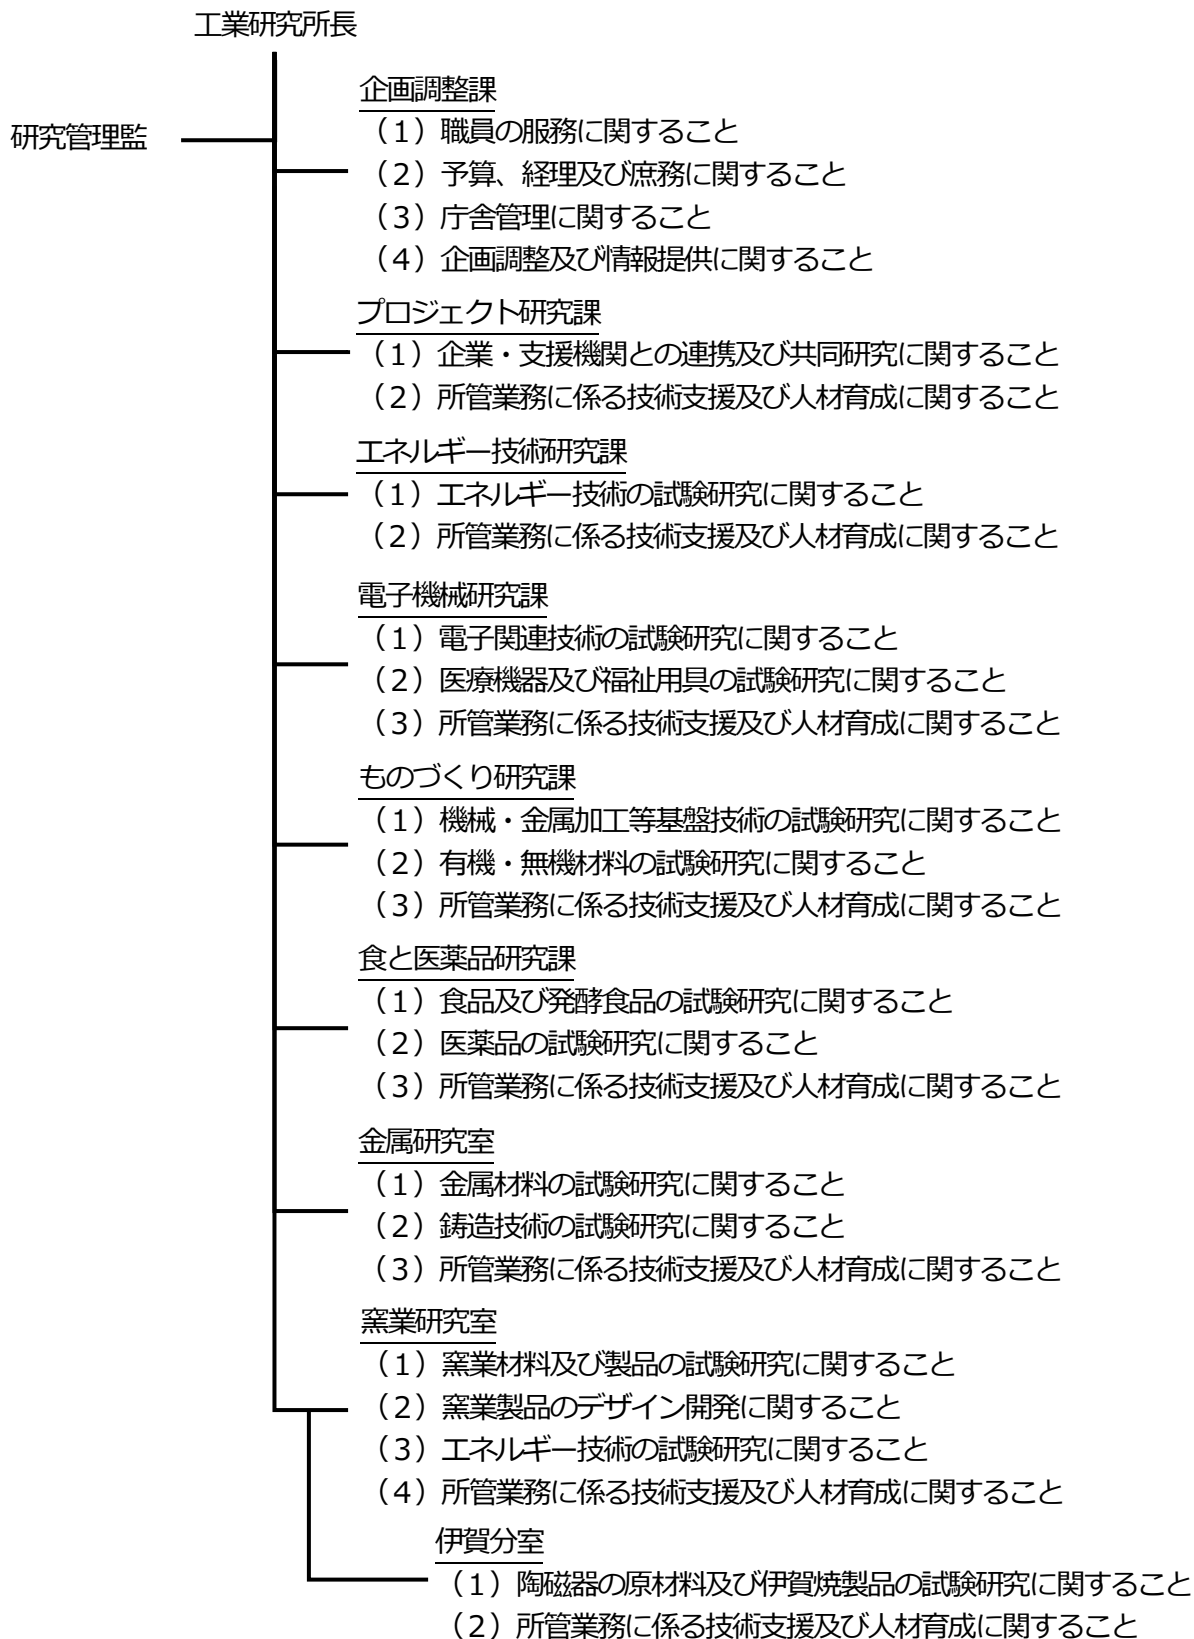 工業研究所長
企画調整課
(1)職員の服務に関すること
研究管理監
(2)予算、経理及び庶務に関すること
(3)庁舎管理に関すること
(4)企画調整及び情報提供に関すること
プロジェクト研究課
(1)企業・支援機関との連携及び共同研究に関すること
(2)所管業務に係る技術支援及び人材育成に関すること
エネルギー技術研究課
(1)エネルギー技術の試験研究に関すること
(2)所管業務に係る技術支援及び人材育成に関すること
電子機械研究課
(1)電子関連技術の試験研究に関すること
(2)医療機器及び福祉用具の試験研究に関すること
(3)所管業務に係る技術支援及び人材育成に関すること
ものづくり研究課
(1)機械・金属加工等基盤技術の試験研究に関すること
(2)有機・無機材料の試験研究に関すること
(3)所管業務に係る技術支援及び人材育成に関すること
食と医薬品研究課
(1)食品及び発酵食品の試験研究に関すること
(2)医薬品の試験研究に関すること
(3)所管業務に係る技術支援及び人材育成に関すること
金属研究室
(1)金属材料の試験研究に関すること
(2)鋳造技術の試験研究に関すること
(3)所管業務に係る技術支援及び人材育成に関すること
窯業研究室
(1)窯業材料及び製品の試験研究に関すること
(2)窯業製品のデザイン開発に関すること
(3)エネルギー技術の試験研究に関すること
(4)所管業務に係る技術支援及び人材育成に関すること
伊賀分室
(1)陶磁器の原材料及び伊賀焼製品の試験研究に関すること
(2)所管業務に係る技術支援及び人材育成に関すること